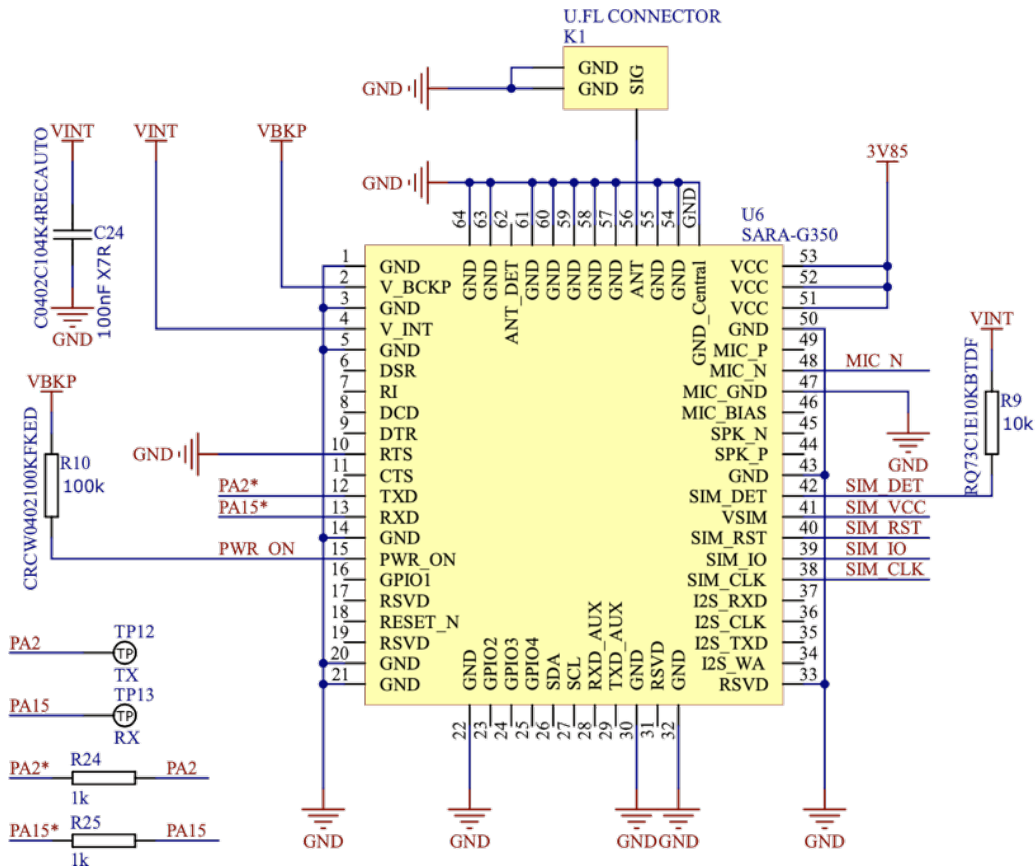 U.FL CONNECTOR
K1
GND
GND
GND
SIG
VINT
VINT
VBKP
3V85
C0402C104K4RECAUTO
C24
100nF X7R
GND
GND
64
63
62
61
60
59
58
57
56
55
54
GND
U6
SARA-G350
GND
GND
ANT_DET
GND
GND
GND
GND
GND
ANT
GND
GND
GND_Central
1 GND
2 V_BCKP
3 GND
4 V_INT
5 GND
6 DSR
7 RI
8 DCD
9 DTR
10 RTS
11 CTS
12 TXD
13 RXD
14 GND
15 PWR_ON
16 GPIO1
17 RSVD
18 RESET_N
19 RSVD
20 GND
21 GND
VCC 53
VCC 52
VCC 51
GND 50
MIC_P 49
MIC_N 48
MIC_GND 47
MIC_BIAS 46
SPK_N 45
SPK_P 44
GND 43
SIM_DET 42
VSIM 41
SIM_RST 40
SIM_IO 39
SIM_CLK 38
I2S_RXD 37
I2S_CLK 36
I2S_TXD 35
I2S_WA 34
RSVD 33
GND
GPIO2
GPIO3
GPIO4
SDA
SCL
RXD_AUX
TXD_AUX
GND
RSVD
GND
22
23
24
25
26
27
28
29
30
31
32
VBKP
R10
100k
CRCW0402100KFKED
GND
PA2*
PA15*
PWR_ON
MIC_N
GND
VINT
R9
10k
RQ73C1E10KBTDF
SIM_DET
SIM_VCC
SIM_RST
SIM_IO
SIM_CLK
PA2
TP12
TP
TX
PA15
TP13
TP
RX
PA2*
R24
1k
PA2
PA15*
R25
1k
PA15
GND
GND
GND
GND
GND